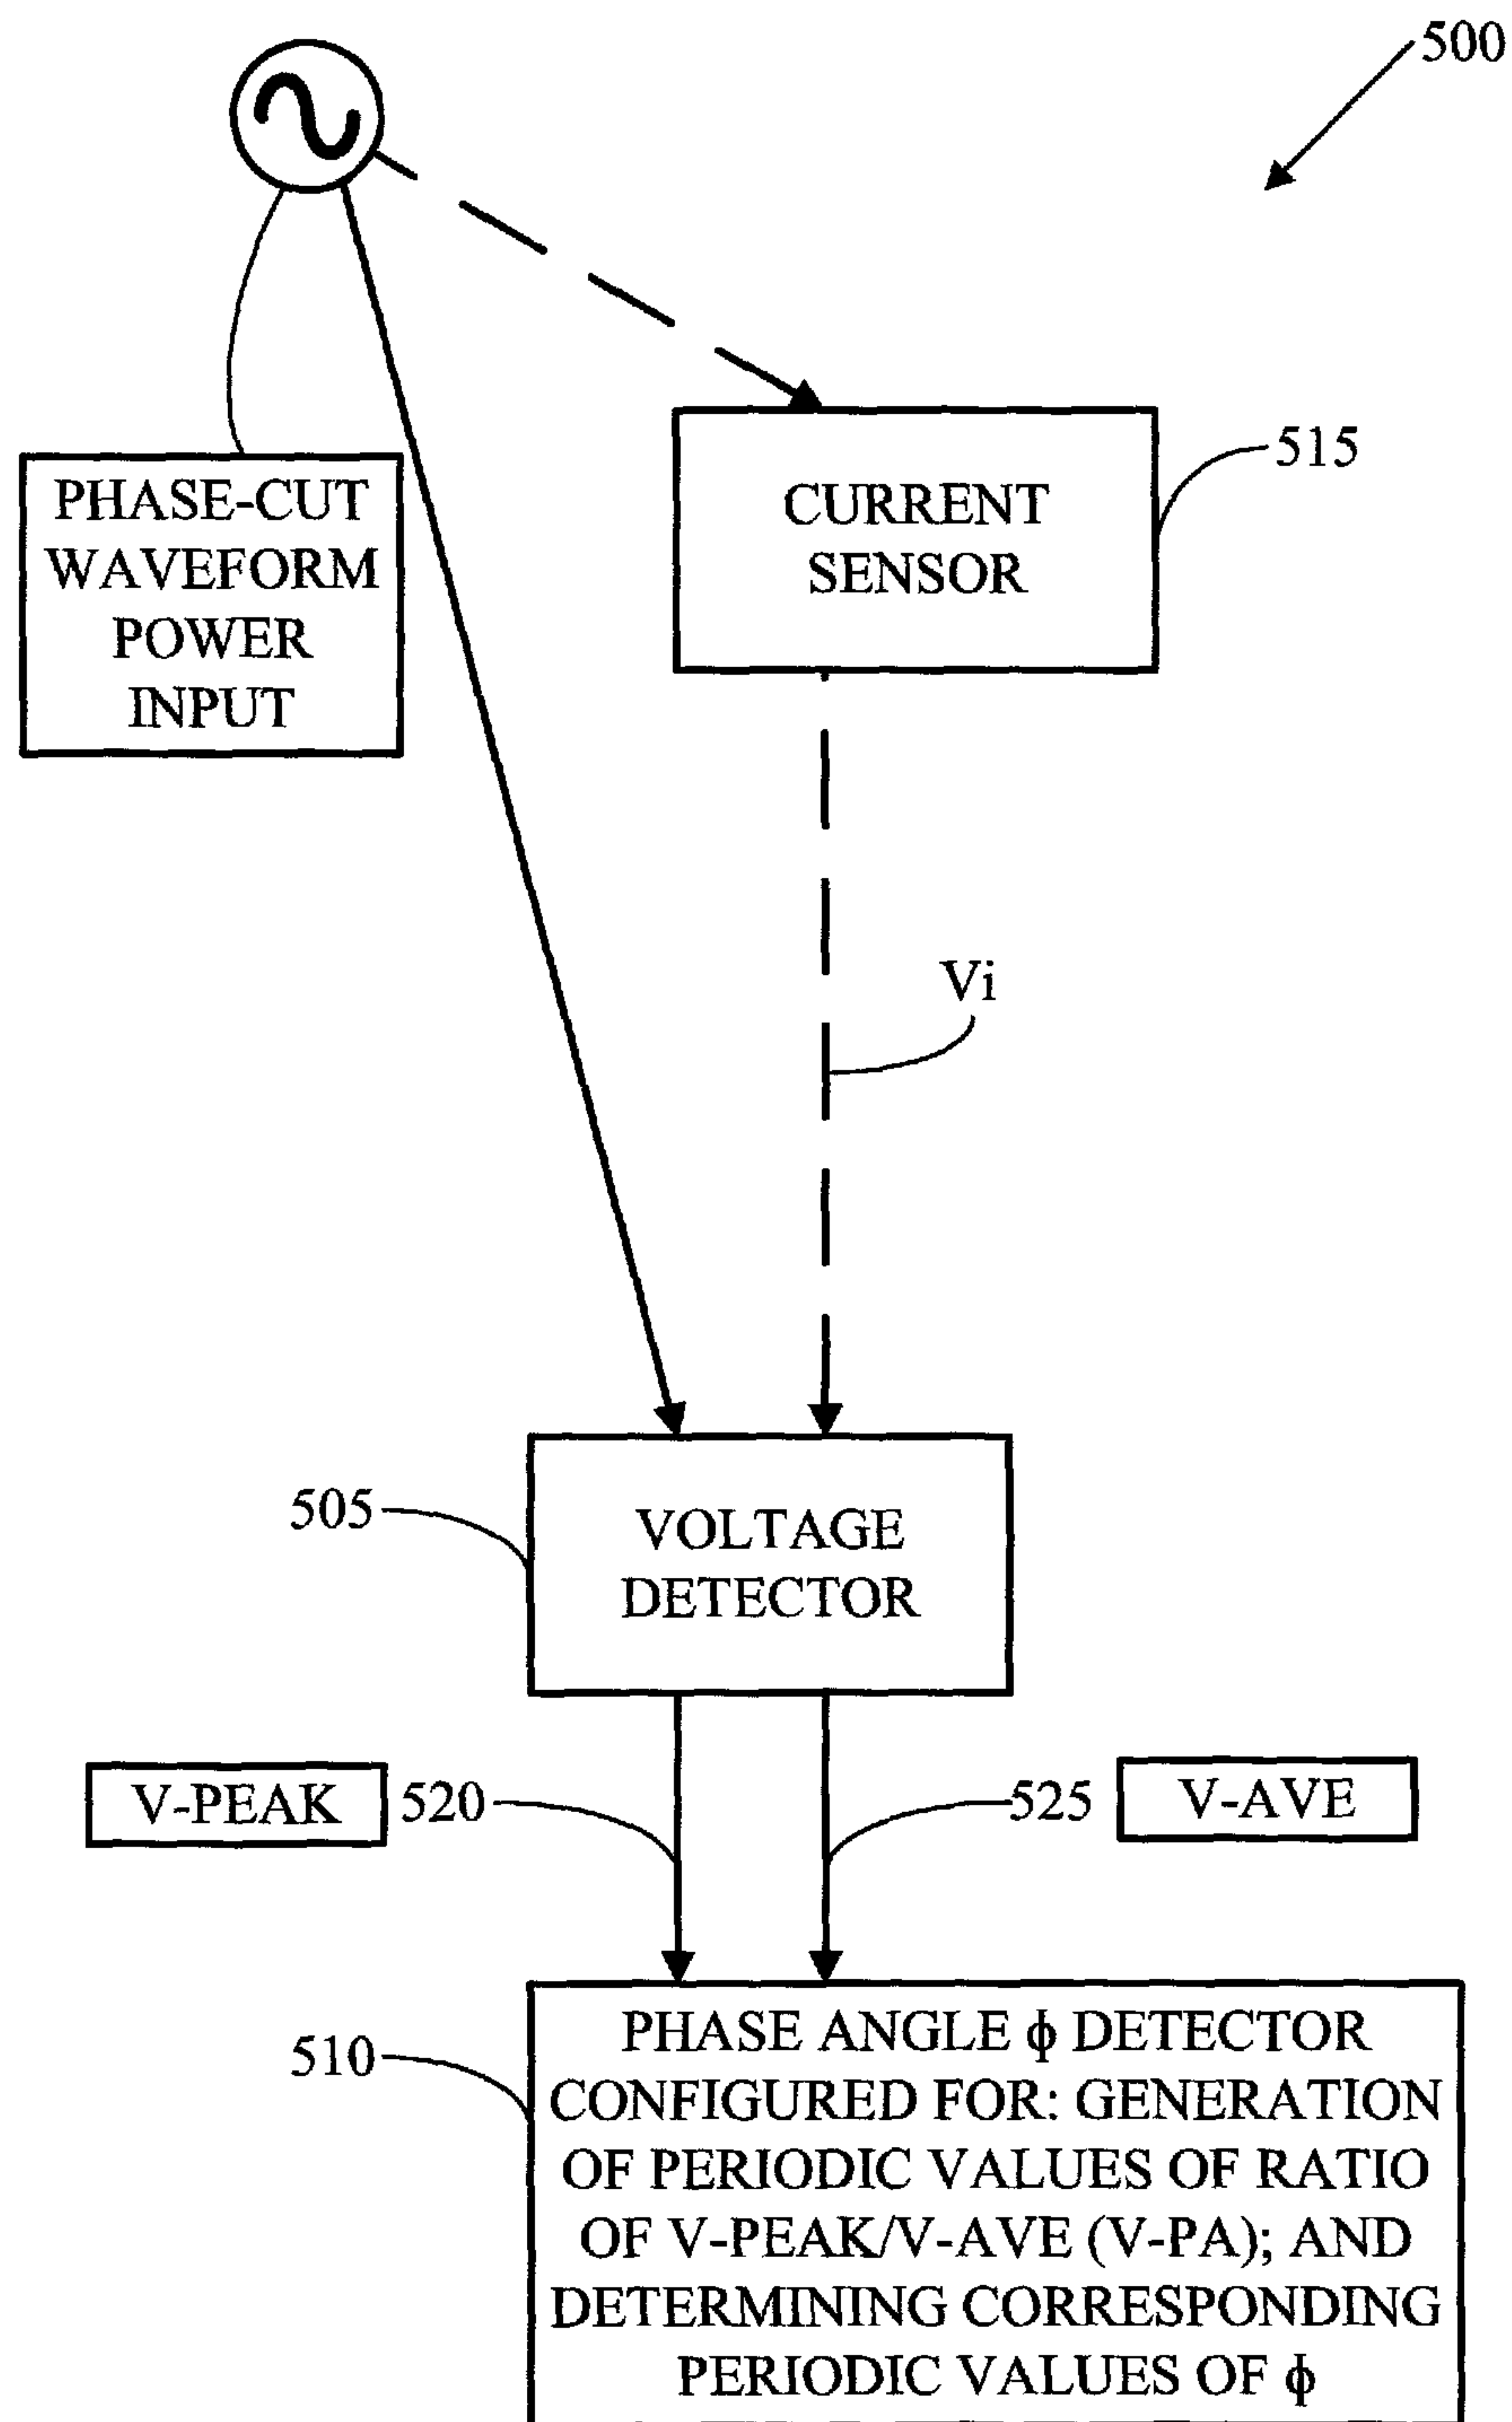 500
PHASE-CUT
WAVEFORM
POWER
INPUT
CURRENT
SENSOR
515
Vi
505
VOLTAGE
DETECTOR
V-PEAK
520
525
V-AVE
510
PHASE ANGLE ϕ DETECTOR
CONFIGURED FOR: GENERATION
OF PERIODIC VALUES OF RATIO
OF V-PEAK/V-AVE (V-PA); AND
DETERMINING CORRESPONDING
PERIODIC VALUES OF ϕ